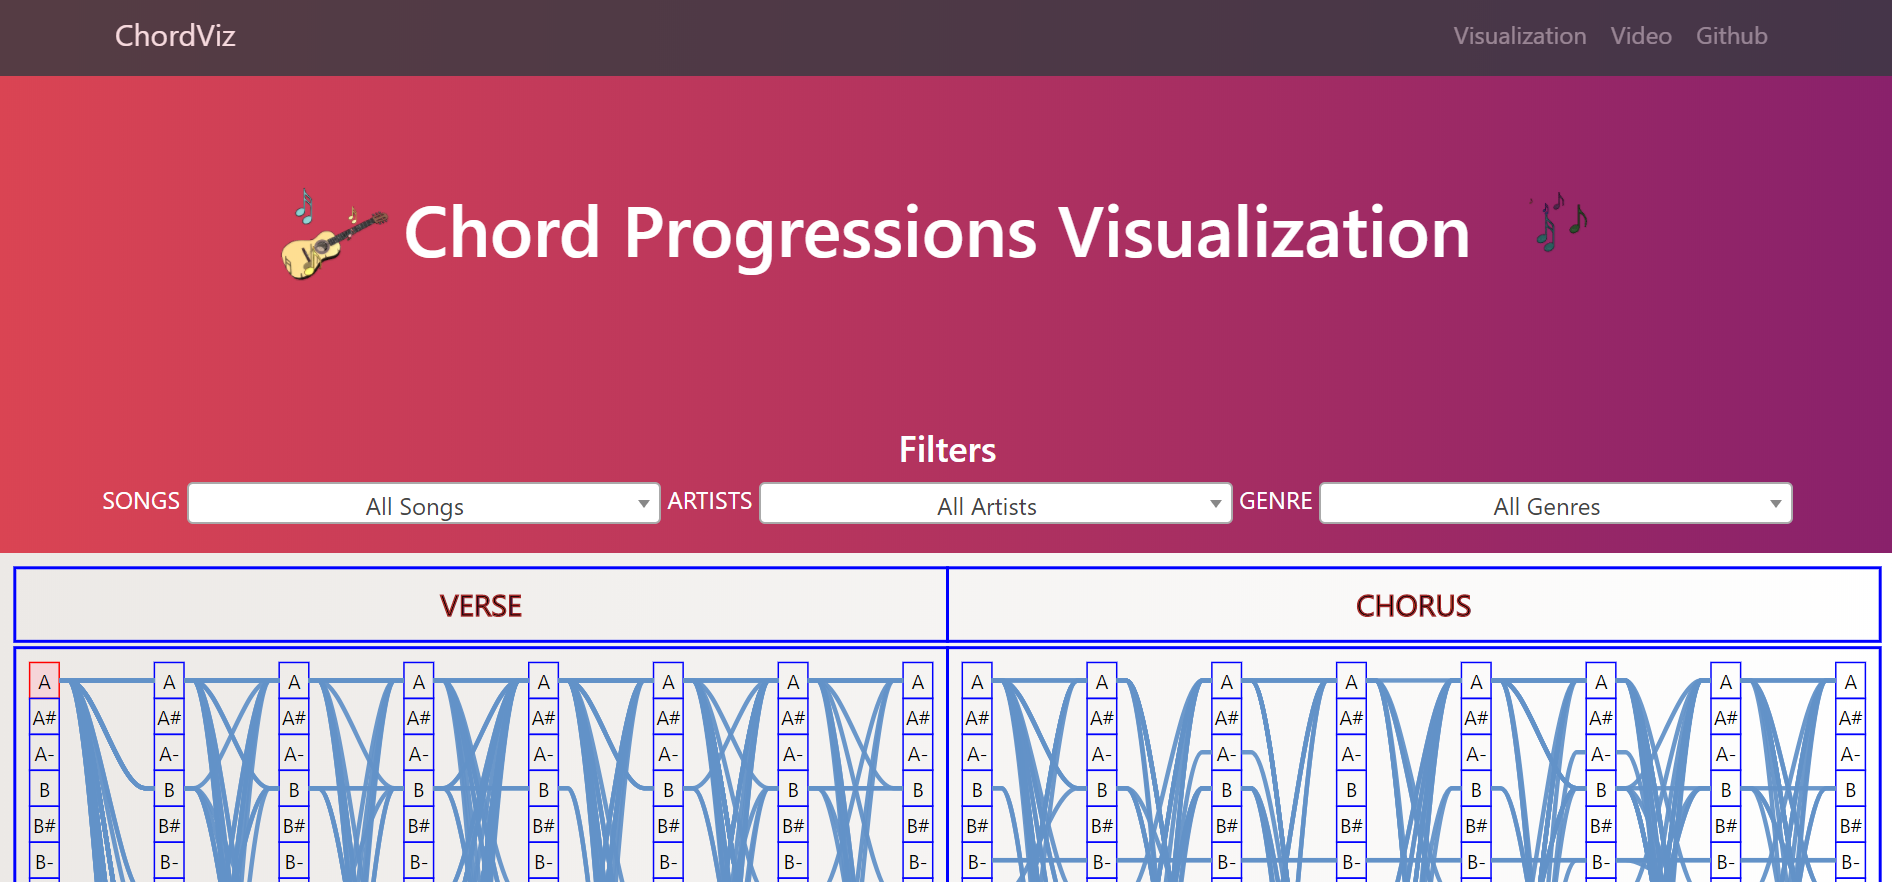 ChordViz Visualization Video Github
Chord Progressions Visualization
Filters
SONGS All Songs ARTISTS All Artists GENRE All Genres
VERSE CHORUS
A A A A A A A A A A A A A A A A
A# A# A# A# A# A# A# A# A# A# A# A# A# A# A# A#
A- A- A- A- A- A- A- A- A- A- A- A- A- A- A- A-
B B B B B B B B B B B B B B B B
B# B# B# B# B# B# B# B# B# B# B# B# B# B# B# B#
B- B- B- B- B- B- B- B- B- B- B- B- B- B- B- B-